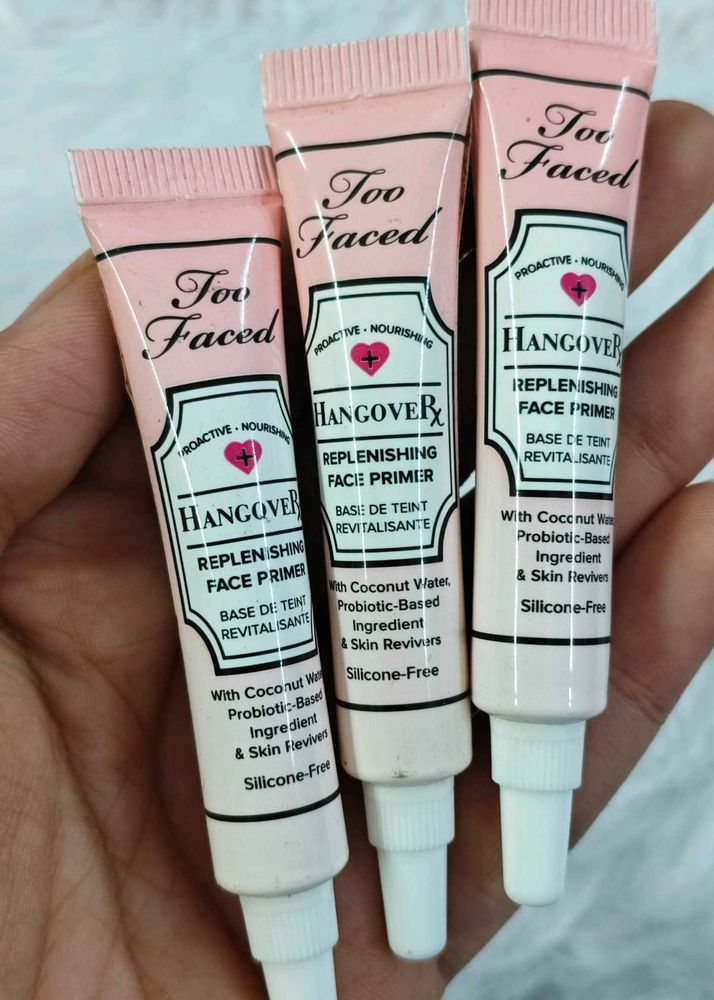 Too
Faced
PROACTIVE • NOURISHING
HANGOVERx
REPLENISHING
FACE PRIMER
BASE DE TEINT
REVITALISANTE
With Coconut Water,
Probiotic-Based
Ingredient
& Skin Revivers
Silicone-Free
Too
Faced
PROACTIVE • NOURISHING
HANGOVERx
REPLENISHING
FACE PRIMER
BASE DE TEINT
REVITALISANTE
With Coconut Water,
Probiotic-Based
Ingredient
& Skin Revivers
Silicone-Free
Too
Faced
PROACTIVE • NOURISHING
HANGOVERx
REPLENISHING
FACE PRIMER
BASE DE TEINT
REVITALISANTE
With Coconut Water,
Probiotic-Based
Ingredient
& Skin Revivers
Silicone-Free